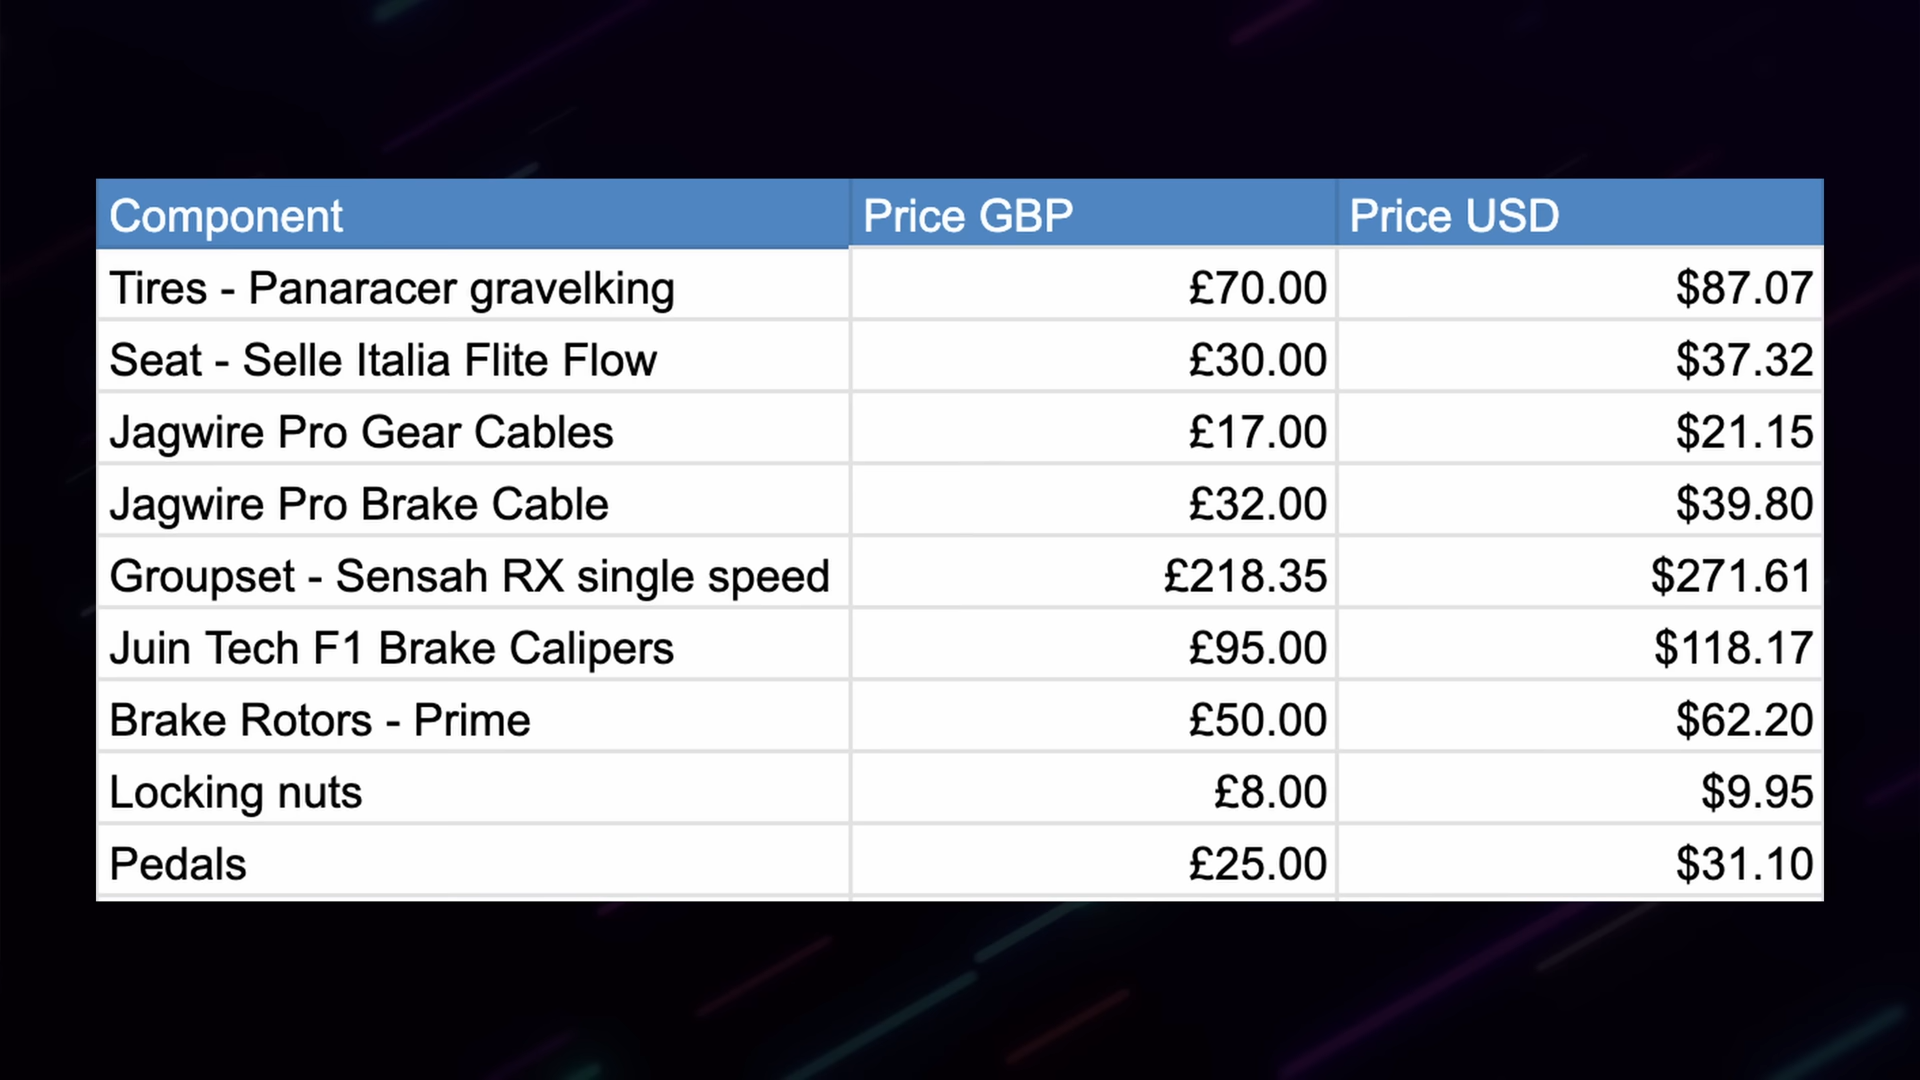 Component Price GBP Price USD
Tires - Panaracer gravelking £70.00 $87.07
Seat - Selle Italia Flite Flow £30.00 $37.32
Jagwire Pro Gear Cables £17.00 $21.15
Jagwire Pro Brake Cable £32.00 $39.80
Groupset - Sensah RX single speed £218.35 $271.61
Juin Tech F1 Brake Calipers £95.00 $118.17
Brake Rotors - Prime £50.00 $62.20
Locking nuts £8.00 $9.95
Pedals £25.00 $31.10